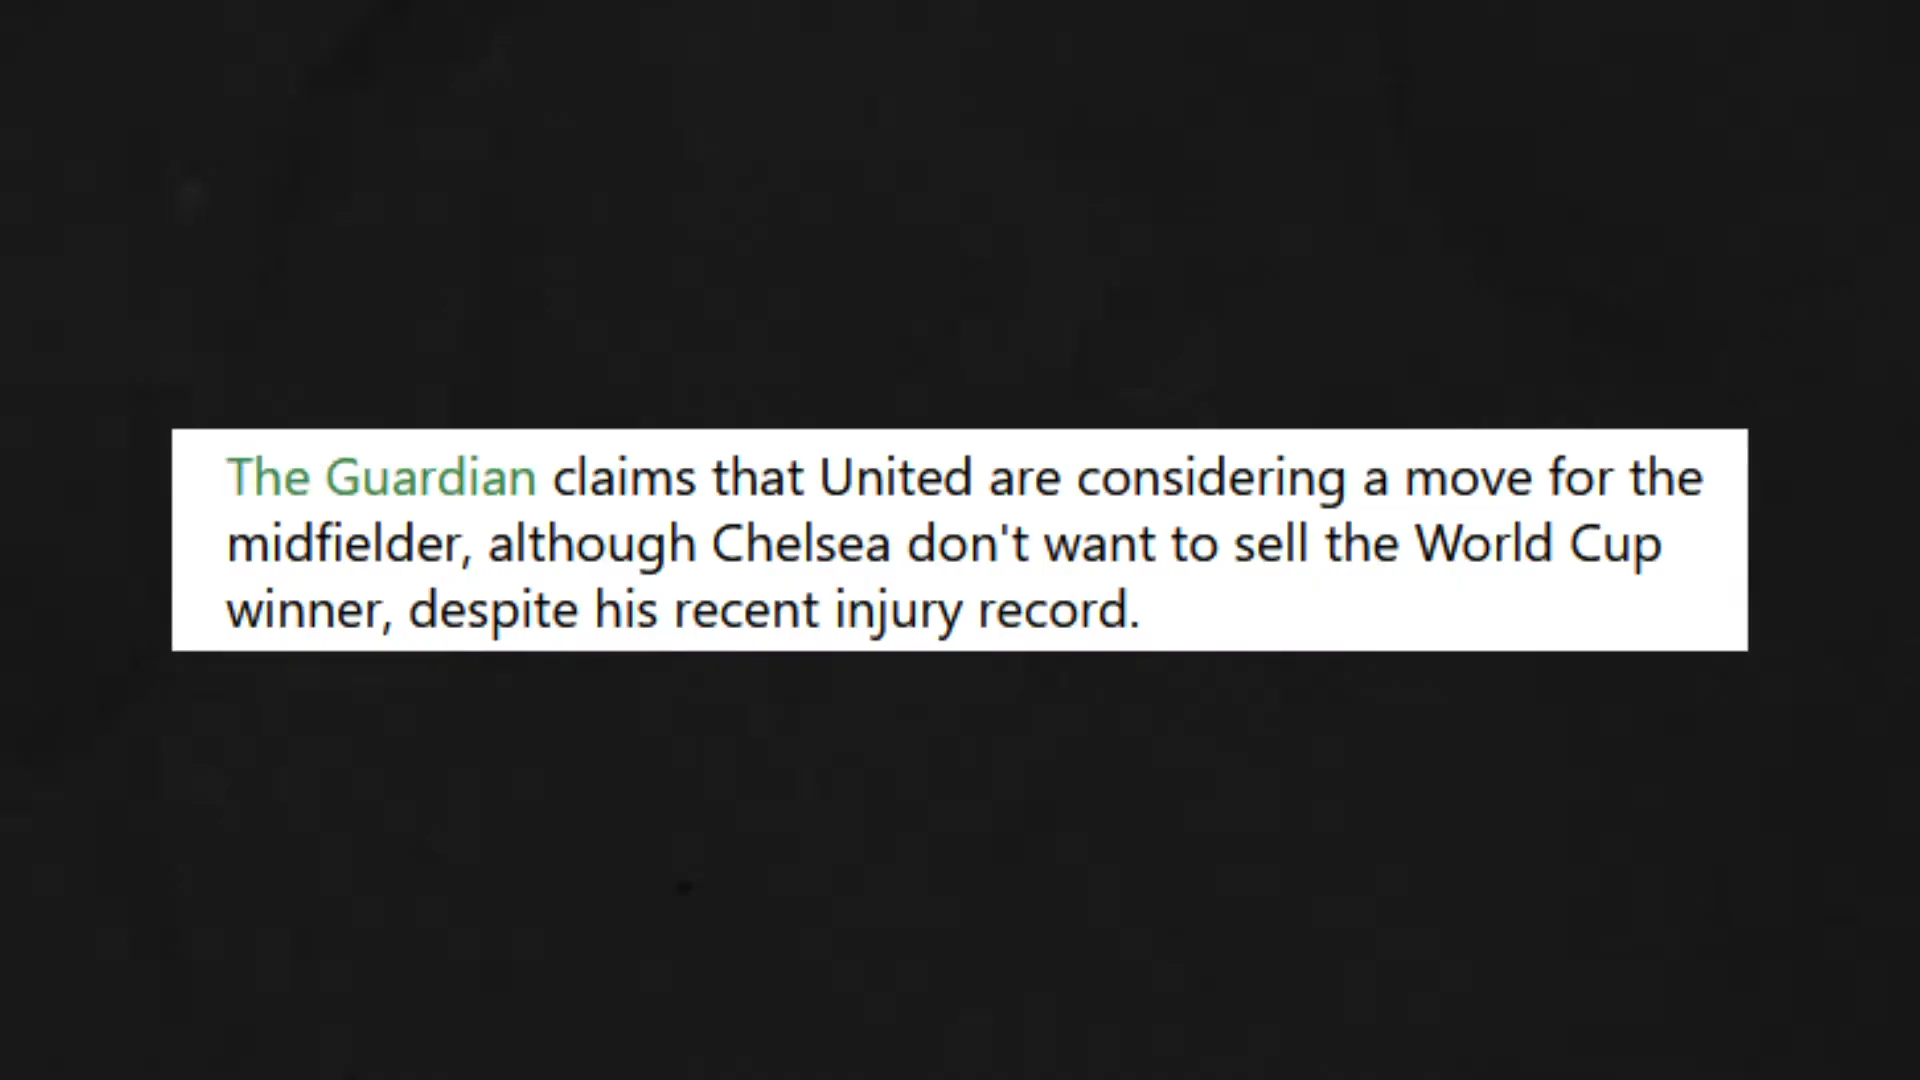 The Guardian claims that United are considering a move for the
midfielder, although Chelsea don't want to sell the World Cup
winner, despite his recent injury record.